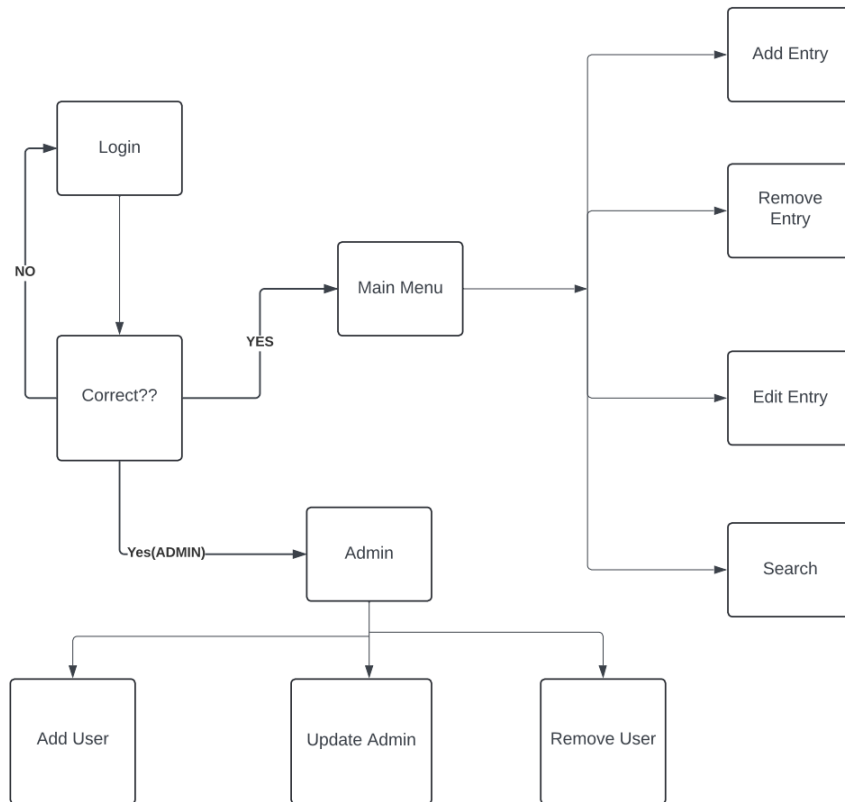 Add Entry
Login
Remove
Entry
NO
Main Menu
YES
Correct??
Edit Entry
Yes(ADMIN)
Admin
Search
Add User
Update Admin
Remove User